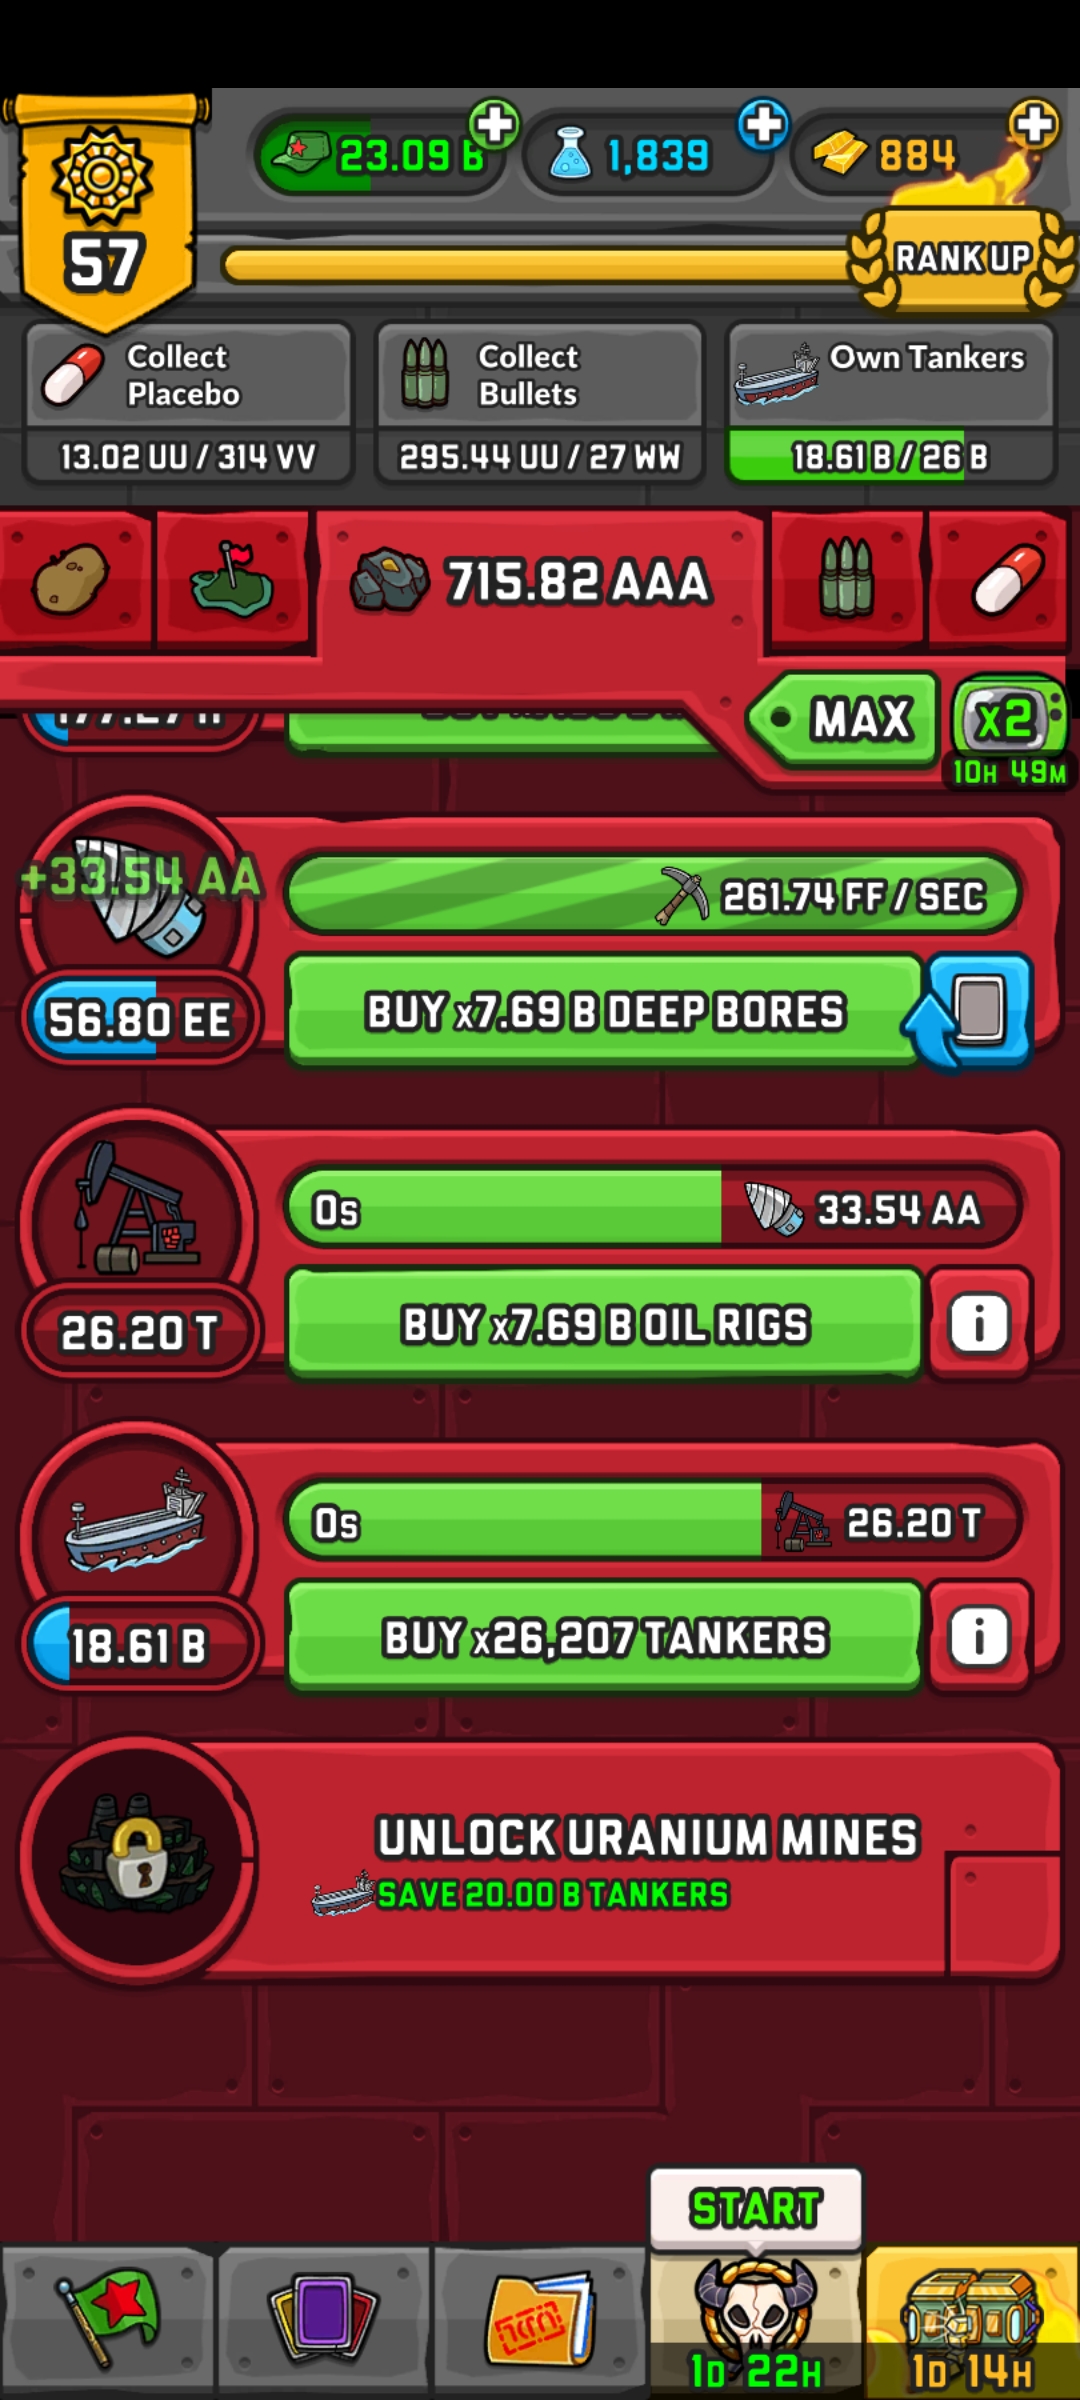 23.09 B
1,839
884
57
RANK UP
Collect
Placebo
13.02 UU / 314 VV
Collect
Bullets
295.44 UU / 27 WW
Own Tankers
18.61 B / 26 B
715.82 AAA
MAX
x2
10H 49M
+33.54 AA
261.74 FF / SEC
56.80 EE
BUY x7.69 B DEEP BORES
0s
33.54 AA
26.20 T
BUY x7.69 B OIL RIGS
i
0s
26.20 T
18.61 B
BUY x26,207 TANKERS
i
UNLOCK URANIUM MINES
SAVE 20.00 B TANKERS
START
1D 22H
1D 14H